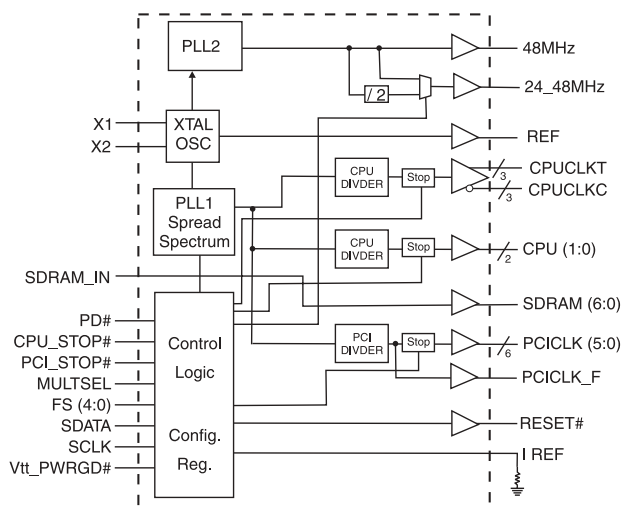 PLL2
48MHz
/ 2
24_48MHz
X1
X2
XTAL
OSC
REF
CPU
DIVDER
Stop
3
CPUCLKT
3
CPUCLKC
PLL1
Spread
Spectrum
CPU
DIVDER
Stop
2
CPU (1:0)
SDRAM_IN
SDRAM (6:0)
PD#
CPU_STOP#
PCI_STOP#
MULTSEL
FS (4:0)
SDATA
SCLK
Vtt_PWRGD#
Control
Logic
Config.
Reg.
PCI
DIVDER
Stop
6
PCICLK (5:0)
PCICLK_F
RESET#
I REF